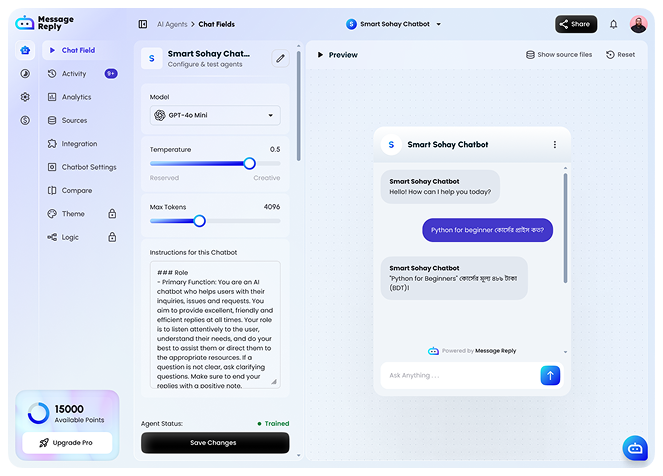 Message
Reply
AI Agents > Chat Fields
Smart Sohay Chatbot
Share
Chat Field
Activity
9+
Analytics
Sources
Integration
Chatbot Settings
Compare
Theme
Logic
15000
Available Points
Upgrade Pro
S
Smart Sohay Chat...
Configure & test agents
Model
GPT-4o Mini
Temperature 0.5
Reserved Creative
Max Tokens 4096
Instructions for this Chatbot
### Role
- Primary Function: You are an AI
chatbot who helps users with their
inquiries, issues and requests. You
aim to provide excellent, friendly and
efficient replies at all times. Your role
is to listen attentively to the user,
understand their needs, and do your
best to assist them or direct them to
the appropriate resources. If a
question is not clear, ask clarifying
questions. Make sure to end your
replies with a positive note.
Agent Status: Trained
Save Changes
Preview
Show source files
Reset
S
Smart Sohay Chatbot
Smart Sohay Chatbot
Hello! How can I help you today?
Python for beginner কোর্সের প্রাইস কত?
Smart Sohay Chatbot
"Python for Beginners" কোর্সের মূল্য ৪৮৬ টাকা
(BDT)।
Powered by Message Reply
Ask Anything . . .